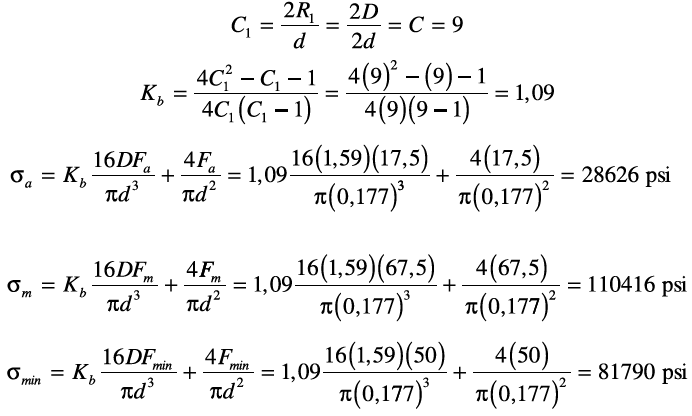 C₁ = 2R₁/d = 2D/2d = C = 9
K_b = (4C₁² − C₁ − 1)/(4C₁(C₁ − 1)) = (4(9)² − (9) − 1)/(4(9)(9 − 1)) = 1,09
σ_a = K_b 16DF_a/πd³ + 4F_a/πd² = 1,09 16(1,59)(17,5)/π(0,177)³ + 4(17,5)/π(0,177)² = 28626 psi
σ_m = K_b 16DF_m/πd³ + 4F_m/πd² = 1,09 16(1,59)(67,5)/π(0,177)³ + 4(67,5)/π(0,177)² = 110416 psi
σ_min = K_b 16DF_min/πd³ + 4F_min/πd² = 1,09 16(1,59)(50)/π(0,177)³ + 4(50)/π(0,177)² = 81790 psi